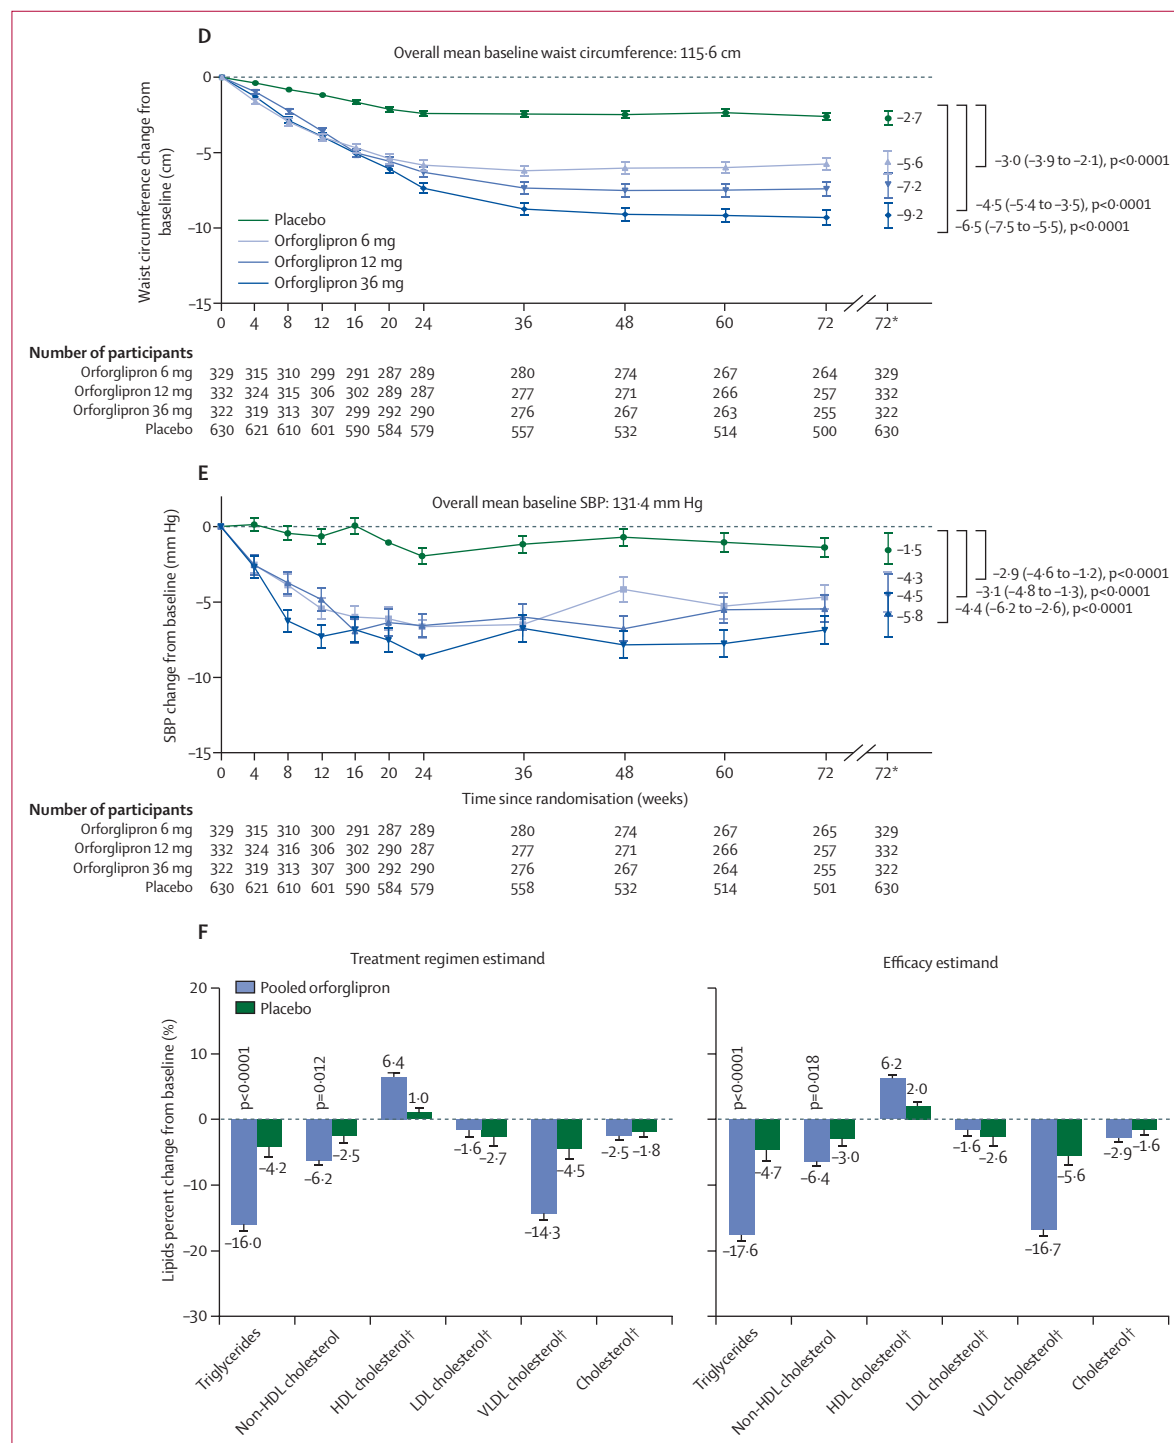 D
Overall mean baseline waist circumference: 115·6 cm
Waist circumference change from
baseline (cm)
0
−5
−10
−15
Placebo
Orforglipron 6 mg
Orforglipron 12 mg
Orforglipron 36 mg
−2·7
−5·6
−7·2
−9·2
−3·0 (−3·9 to −2·1), p<0·0001
−4·5 (−5·4 to −3·5), p<0·0001
−6·5 (−7·5 to −5·5), p<0·0001
0 4 8 12 16 20 24 36 48 60 72 72*
Number of participants
Orforglipron 6 mg 329 315 310 299 291 287 289 280 274 267 264 329
Orforglipron 12 mg 332 324 315 306 302 289 287 277 271 266 257 332
Orforglipron 36 mg 322 319 313 307 299 292 290 276 267 263 255 322
Placebo 630 621 610 601 590 584 579 557 532 514 500 630
E
Overall mean baseline SBP: 131·4 mm Hg
SBP change from baseline (mm Hg)
0
−5
−10
−15
−1·5
−4·3
−4·5
−5·8
−2·9 (−4·6 to −1·2), p<0·0001
−3·1 (−4·8 to −1·3), p<0·0001
−4·4 (−6·2 to −2·6), p<0·0001
0 4 8 12 16 20 24 36 48 60 72 72*
Time since randomisation (weeks)
Number of participants
Orforglipron 6 mg 329 315 310 300 291 287 289 280 274 267 265 329
Orforglipron 12 mg 332 324 316 306 302 290 287 277 271 266 257 332
Orforglipron 36 mg 322 319 313 307 300 292 290 276 267 264 255 322
Placebo 630 621 610 601 590 584 579 558 532 514 501 630
F
Treatment regimen estimand
Lipids percent change from baseline (%)
20
10
0
−10
−20
−30
Pooled orforglipron
Placebo
p<0·0001
p=0·012
−16·0
−4·2
−6·2
−2·5
6·4
1·0
−1·6
−2·7
−14·3
−4·5
−2·5
−1·8
Triglycerides
Non-HDL cholesterol
HDL cholesterol†
LDL cholesterol†
VLDL cholesterol†
Cholesterol†
Efficacy estimand
p<0·0001
p=0·018
−17·6
−4·7
−6·4
−3·0
6·2
2·0
−1·6
−2·6
−16·7
−5·6
−2·9
−1·6
Triglycerides
Non-HDL cholesterol
HDL cholesterol†
LDL cholesterol†
VLDL cholesterol†
Cholesterol†